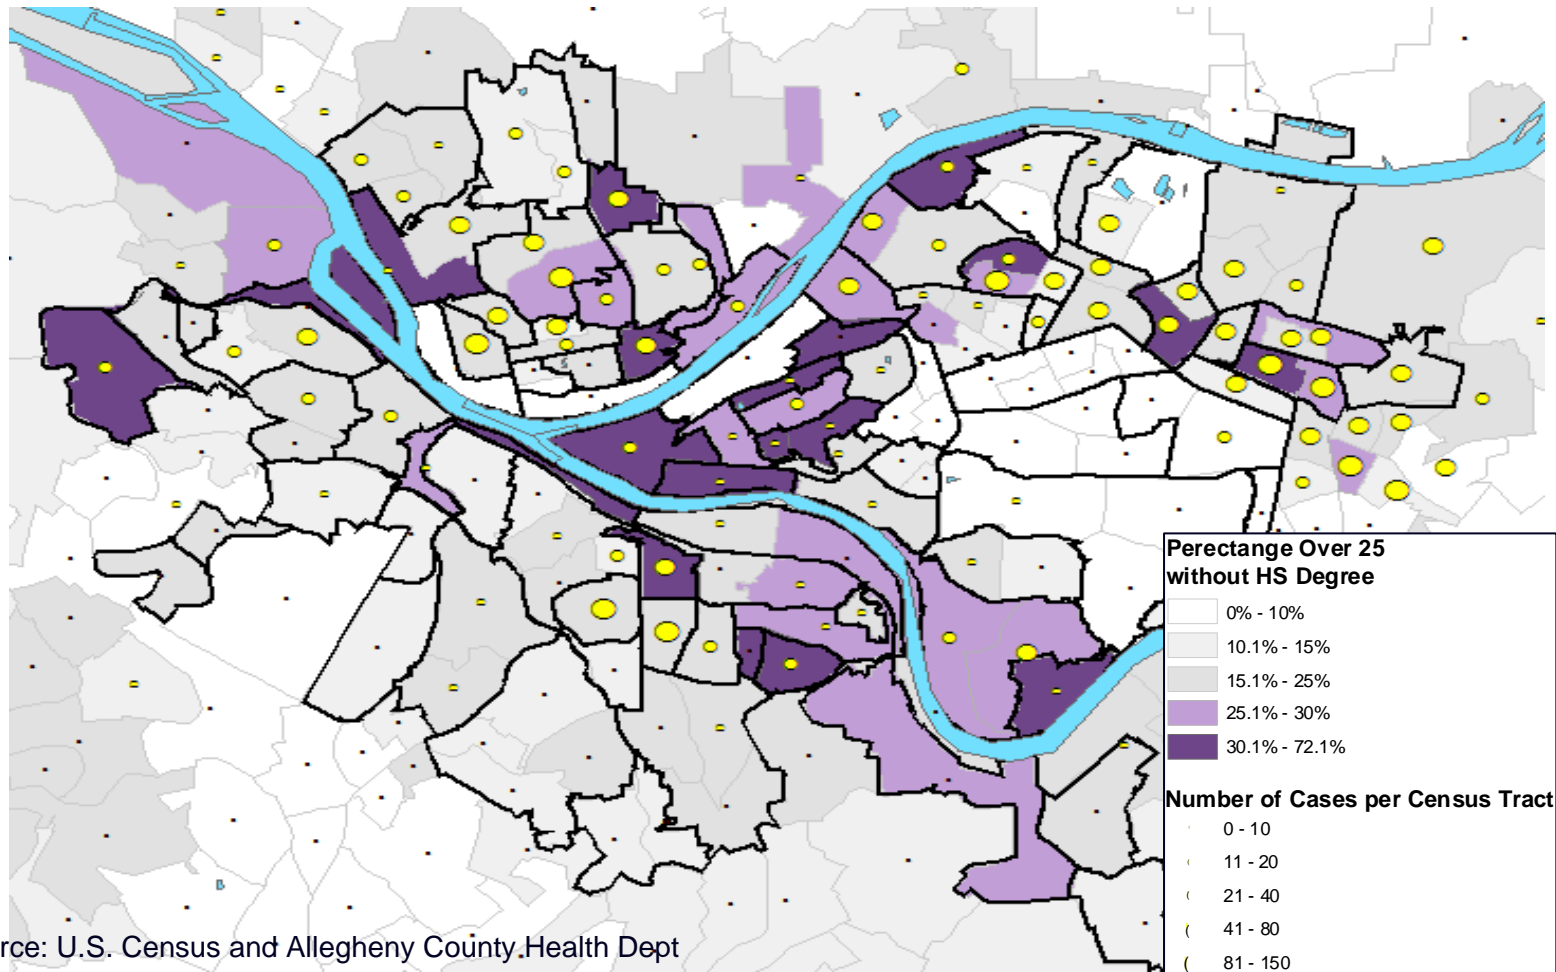 Perectange Over 25
without HS Degree
0% - 10%
10.1% - 15%
15.1% - 25%
25.1% - 30%
30.1% - 72.1%
Number of Cases per Census Tract
0 - 10
11 - 20
21 - 40
41 - 80
81 - 150
rce: U.S. Census and Allegheny County Health Dept